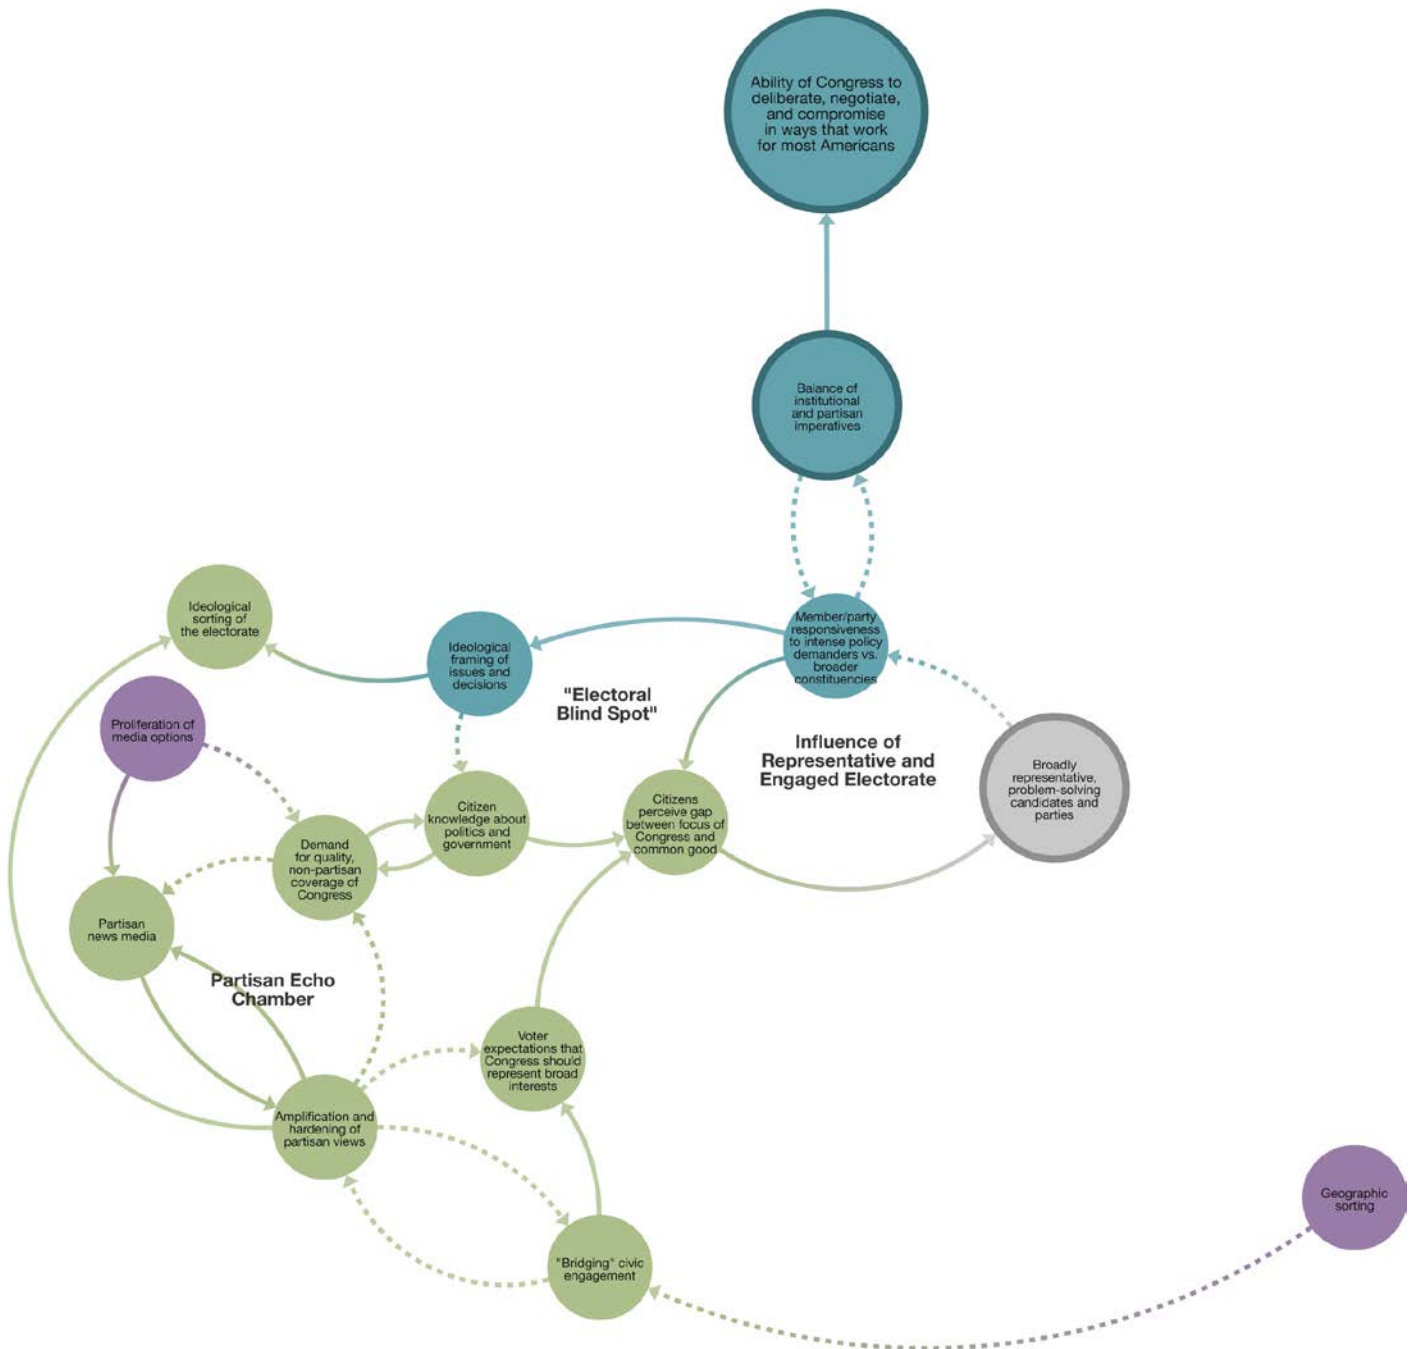 Ability of Congress to
deliberate, negotiate,
and compromise
in ways that work
for most Americans
Balance of
institutional
and partisan
imperatives
Ideological
sorting of
the electorate
Ideological
framing of
issues and
decisions
Member/party
responsiveness
to intense policy
demanders vs.
broader
constituencies
"Electoral
Blind Spot"
Proliferation of
media options
Influence of
Representative and
Engaged Electorate
Broadly
representative,
problem-solving
candidates and
parties
Citizen
knowledge about
politics and
government
Citizens
perceive gap
between focus of
Congress and
common good
Demand
for quality,
non-partisan
coverage of
Congress
Partisan
news media
Partisan Echo
Chamber
Voter
expectations that
Congress should
represent broad
interests
Amplification and
hardening of
partisan views
Geographic
sorting
"Bridging" civic
engagement